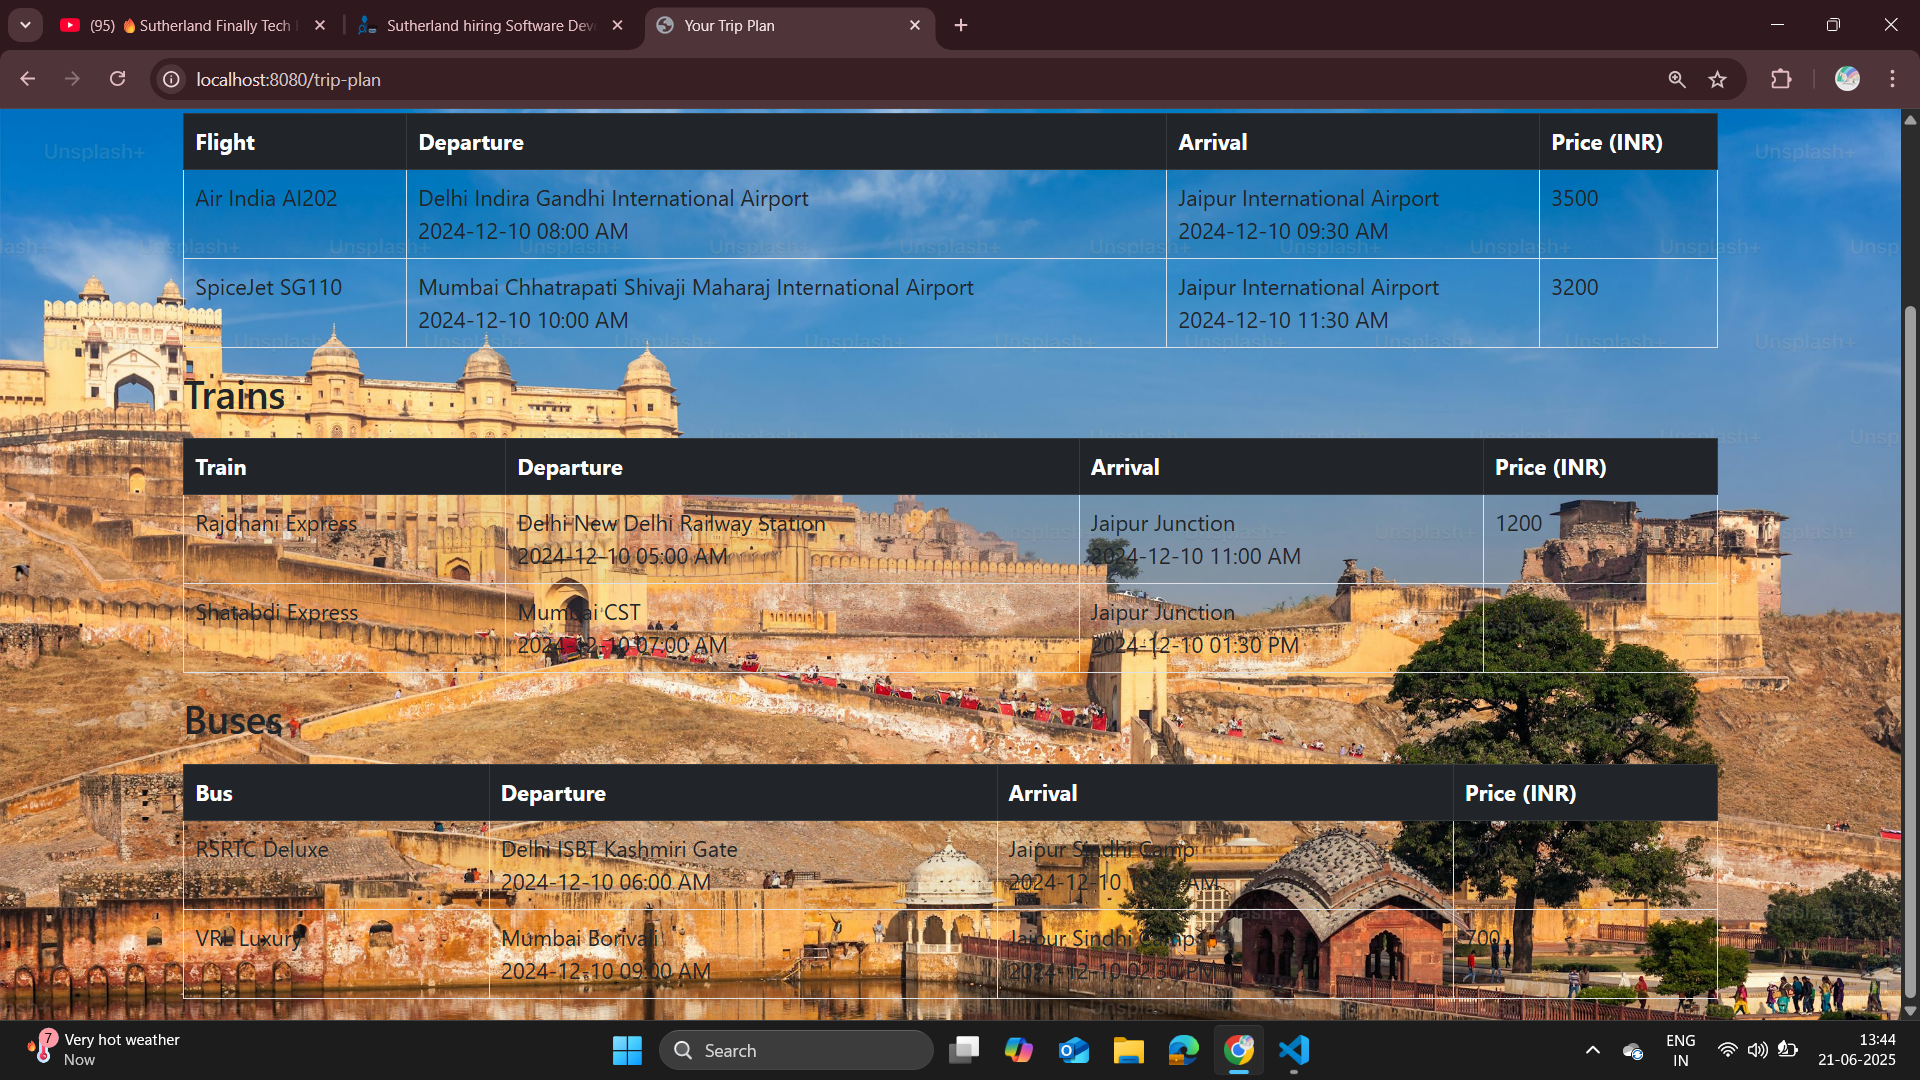 (95) 🔥Sutherland Finally Tech
Sutherland hiring Software Dev
Your Trip Plan
localhost:8080/trip-plan
Flight Departure Arrival Price (INR)
Air India AI202 Delhi Indira Gandhi International Airport Jaipur International Airport 3500
2024-12-10 08:00 AM 2024-12-10 09:30 AM
SpiceJet SG110 Mumbai Chhatrapati Shivaji Maharaj International Airport Jaipur International Airport 3200
2024-12-10 10:00 AM 2024-12-10 11:30 AM
Trains
Train Departure Arrival Price (INR)
Rajdhani Express Delhi New Delhi Railway Station Jaipur Junction 1200
2024-12-10 05:00 AM 2024-12-10 11:00 AM
Shatabdi Express Mumbai CST Jaipur Junction
2024-12-10 07:00 AM 2024-12-10 01:30 PM
Buses
Bus Departure Arrival Price (INR)
RSRTC Deluxe Delhi ISBT Kashmiri Gate Jaipur Sindhi Camp
2024-12-10 06:00 AM 2024-12-10 AM
VRL Luxury Mumbai Borivali Jaipur Sindhi Camp 700
2024-12-10 09:00 AM 2024-12-10 02:30 PM
Unsplash+
7
Very hot weather
Now
Search
ENG
IN
13:44
21-06-2025